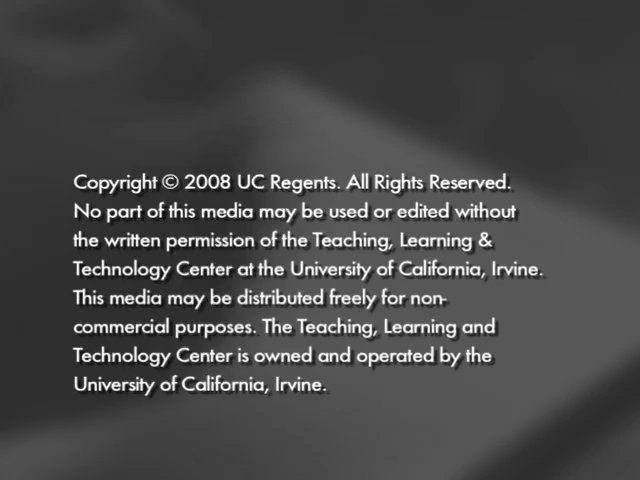 Copyright © 2008 UC Regents. All Rights Reserved.
No part of this media may be used or edited without
the written permission of the Teaching, Learning &
Technology Center at the University of California, Irvine.
This media may be distributed freely for non-
commercial purposes. The Teaching, Learning and
Technology Center is owned and operated by the
University of California, Irvine.